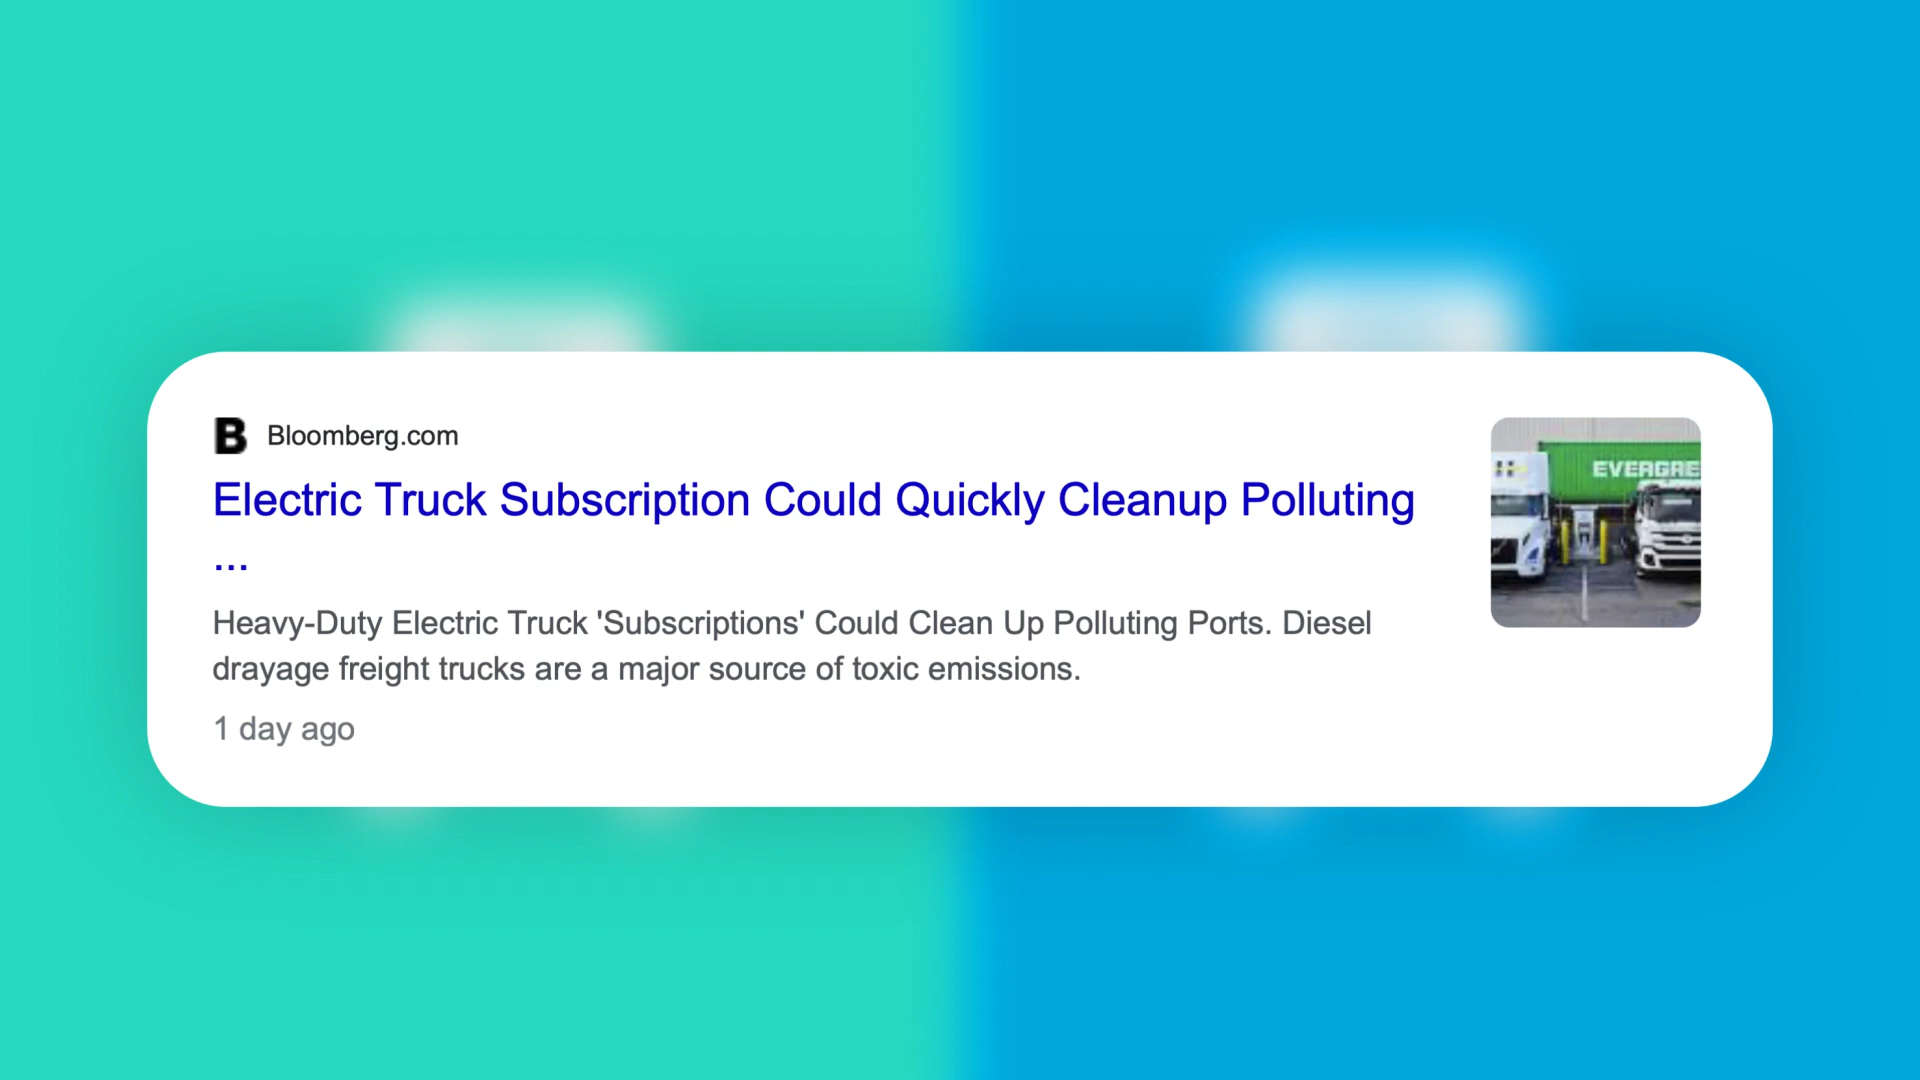 B Bloomberg.com
Electric Truck Subscription Could Quickly Cleanup Polluting
...
Heavy-Duty Electric Truck 'Subscriptions' Could Clean Up Polluting Ports. Diesel
drayage freight trucks are a major source of toxic emissions.
1 day ago
EVERGRE